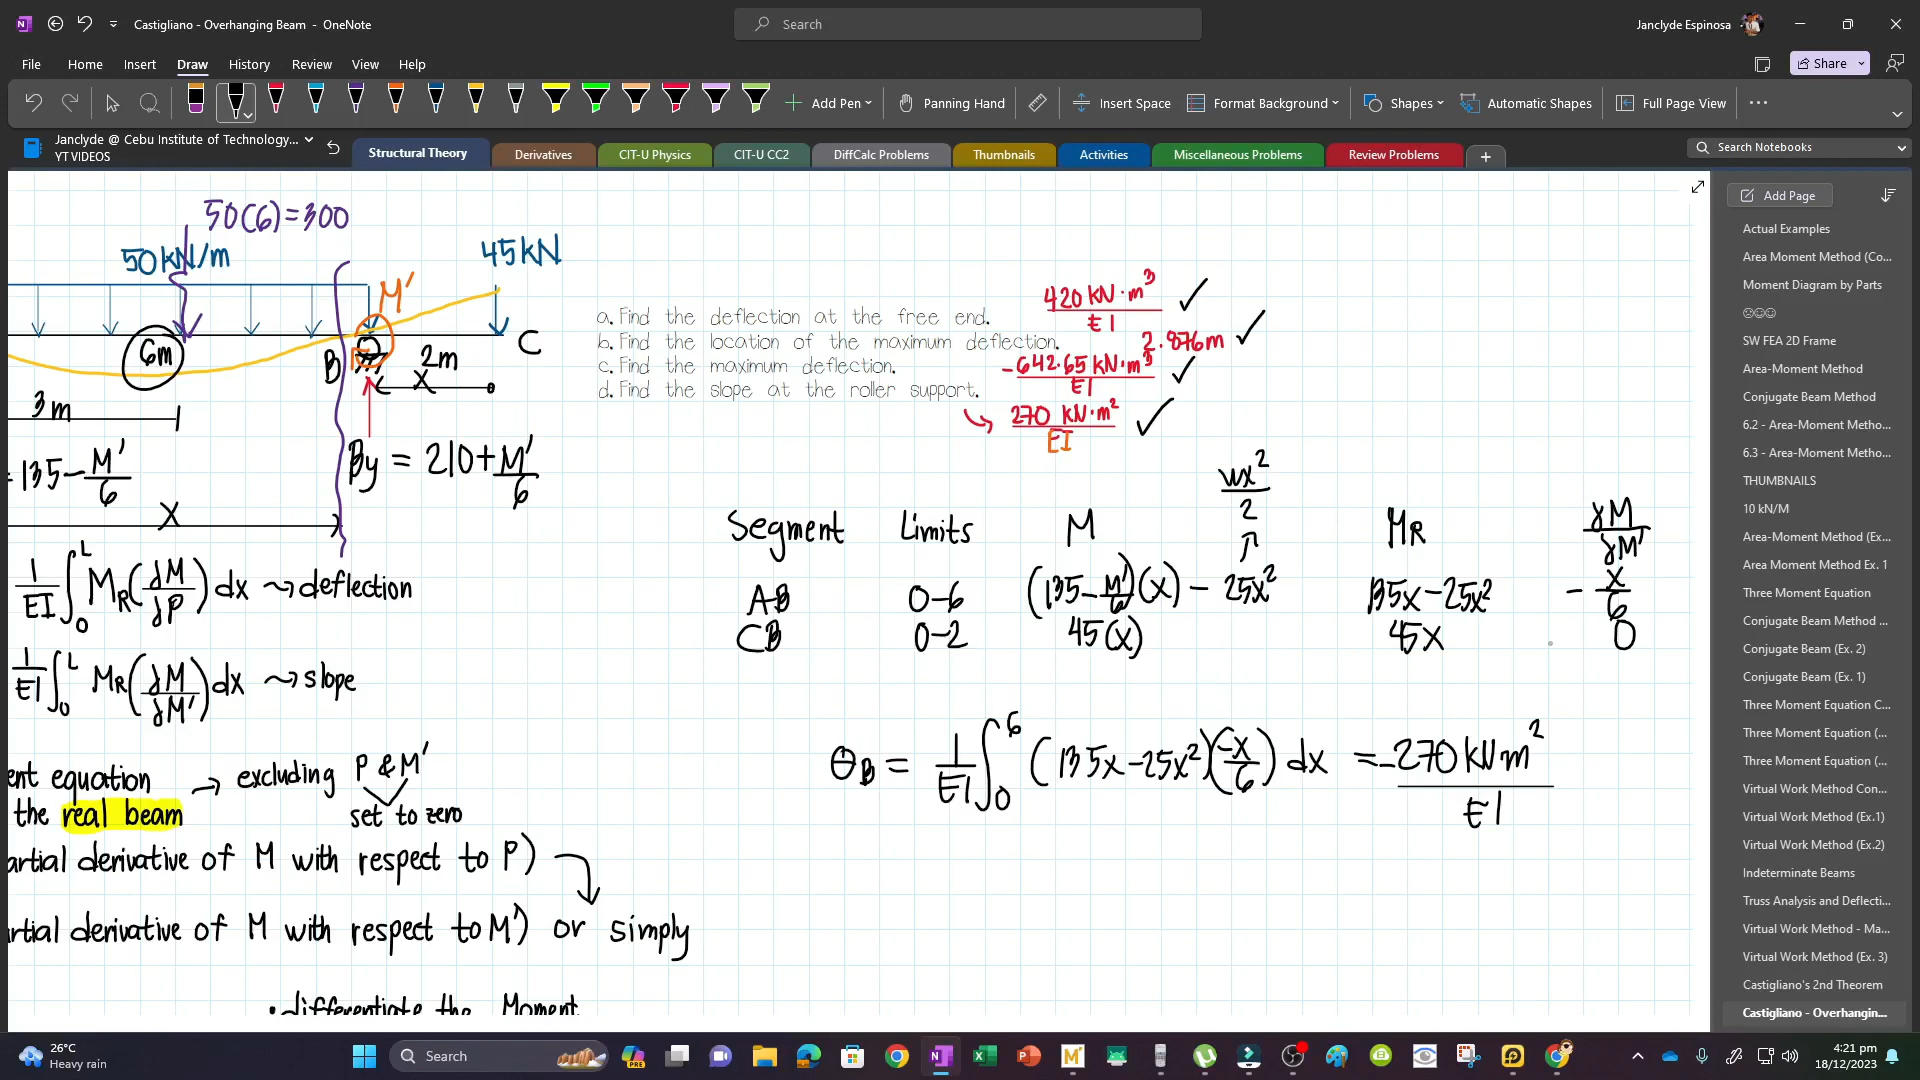 Castigliano - Overhanging Beam - OneNote
Search
Janclyde Espinosa
File Home Insert Draw History Review View Help
Share
Add Pen
Panning Hand
Insert Space
Format Background
Shapes
Automatic Shapes
Full Page View
Janclyde @ Cebu Institute of Technology...
YT VIDEOS
Structural Theory
Derivatives
CIT-U Physics
CIT-U CC2
DiffCalc Problems
Thumbnails
Activities
Miscellaneous Problems
Review Problems
Search Notebooks
50(6)=300
50kN/m
45kN
M'
6m
B
2m
C
X
3m
=135-M'/6
By = 210+M'/6
X
a. Find the deflection at the free end.
420 KN·m³/EI
b. Find the location of the maximum deflection.
2.876m
c. Find the maximum deflection.
-642.65 KN·m³/EI
d. Find the slope at the roller support.
270 KN·m²/EI
wx²/2
Segment Limits M MR ɣM/ɣM'
AB 0-6 (135-M'/6)(x) - 25x² 135x-25x² -x/6
CB 0-2 45(x) 45x 0
1/EI ∫0 L MR(ɣM/ɣP) dx ~> deflection
1/EI ∫0 L MR(ɣM/ɣM') dx ~> slope
θB = 1/EI ∫0 6 (135x-25x²)(-x/6) dx = -270kNm²/EI
ent equation → excluding P & M'
the real beam set to zero
artial derivative of M with respect to P)
rtial derivative of M with respect to M') or simply
• differentiate the Moment
Add Page
Actual Examples
Area Moment Method (Co...
Moment Diagram by Parts
☹☺☺
SW FEA 2D Frame
Area-Moment Method
Conjugate Beam Method
6.2 - Area-Moment Metho...
6.3 - Area-Moment Metho...
THUMBNAILS
10 kN/M
Area-Moment Method (Ex...
Area Moment Method Ex. 1
Three Moment Equation
Conjugate Beam Method ...
Conjugate Beam (Ex. 2)
Conjugate Beam (Ex. 1)
Three Moment Equation C...
Three Moment Equation (...
Three Moment Equation (...
Virtual Work Method Con...
Virtual Work Method (Ex.1)
Virtual Work Method (Ex.2)
Indeterminate Beams
Truss Analysis and Deflecti...
Virtual Work Method - Ma...
Virtual Work Method (Ex. 3)
Castigliano's 2nd Theorem
Castigliano - Overhangin...
26°C
Heavy rain
Search
PRE
4:21 pm
18/12/2023